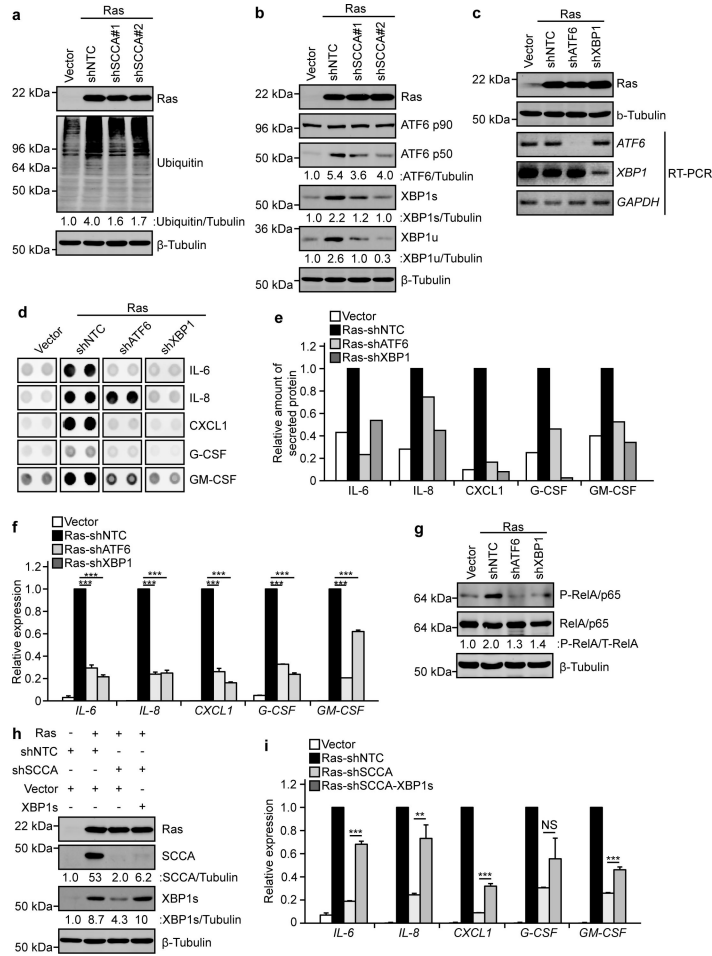 a
Ras
Vector
shNTC
shSCCA#1
shSCCA#2
22 kDa
Ras
96 kDa
64 kDa
50 kDa
Ubiquitin
1.0 4.0 1.6 1.7 :Ubiquitin/Tubulin
50 kDa
β-Tubulin
b
Ras
Vector
shNTC
shSCCA#1
shSCCA#2
22 kDa
Ras
96 kDa
ATF6 p90
50 kDa
ATF6 p50
1.0 5.4 3.6 4.0 :ATF6/Tubulin
50 kDa
XBP1s
1.0 2.2 1.2 1.0 :XBP1s/Tubulin
36 kDa
XBP1u
1.0 2.6 1.0 0.3 :XBP1u/Tubulin
50 kDa
β-Tubulin
c
Ras
Vector
shNTC
shATF6
shXBP1
22 kDa
Ras
50 kDa
b-Tubulin
ATF6
XBP1
GAPDH
RT-PCR
d
Ras
Vector
shNTC
shATF6
shXBP1
IL-6
IL-8
CXCL1
G-CSF
GM-CSF
e
Vector
Ras-shNTC
Ras-shATF6
Ras-shXBP1
Relative amount of
secreted protein
1.2
1.0
0.8
0.4
0.2
0
IL-6 IL-8 CXCL1 G-CSF GM-CSF
f
Vector
Ras-shNTC
Ras-shATF6
Ras-shXBP1
Relative expression
1.2
1.0
0.8
0.6
0.4
0.2
0
*** *** *** *** ***
*** *** *** *** ***
IL-6 IL-8 CXCL1 G-CSF GM-CSF
g
Ras
Vector
shNTC
shATF6
shXBP1
64 kDa
P-RelA/p65
64 kDa
RelA/p65
1.0 2.0 1.3 1.4 :P-RelA/T-RelA
50 kDa
β-Tubulin
h
Ras - + + +
shNTC + + - -
shSCCA - - + +
Vector + + + -
XBP1s - - - +
22 kDa
Ras
50 kDa
SCCA
1.0 53 2.0 6.2 :SCCA/Tubulin
50 kDa
XBP1s
1.0 8.7 4.3 10 :XBP1s/Tubulin
50 kDa
β-Tubulin
i
Vector
Ras-shNTC
Ras-shSCCA
Ras-shSCCA-XBP1s
Relative expression
1.2
1.0
0.8
0.6
0.4
0.2
0
*** ** *** NS ***
IL-6 IL-8 CXCL1 G-CSF GM-CSF